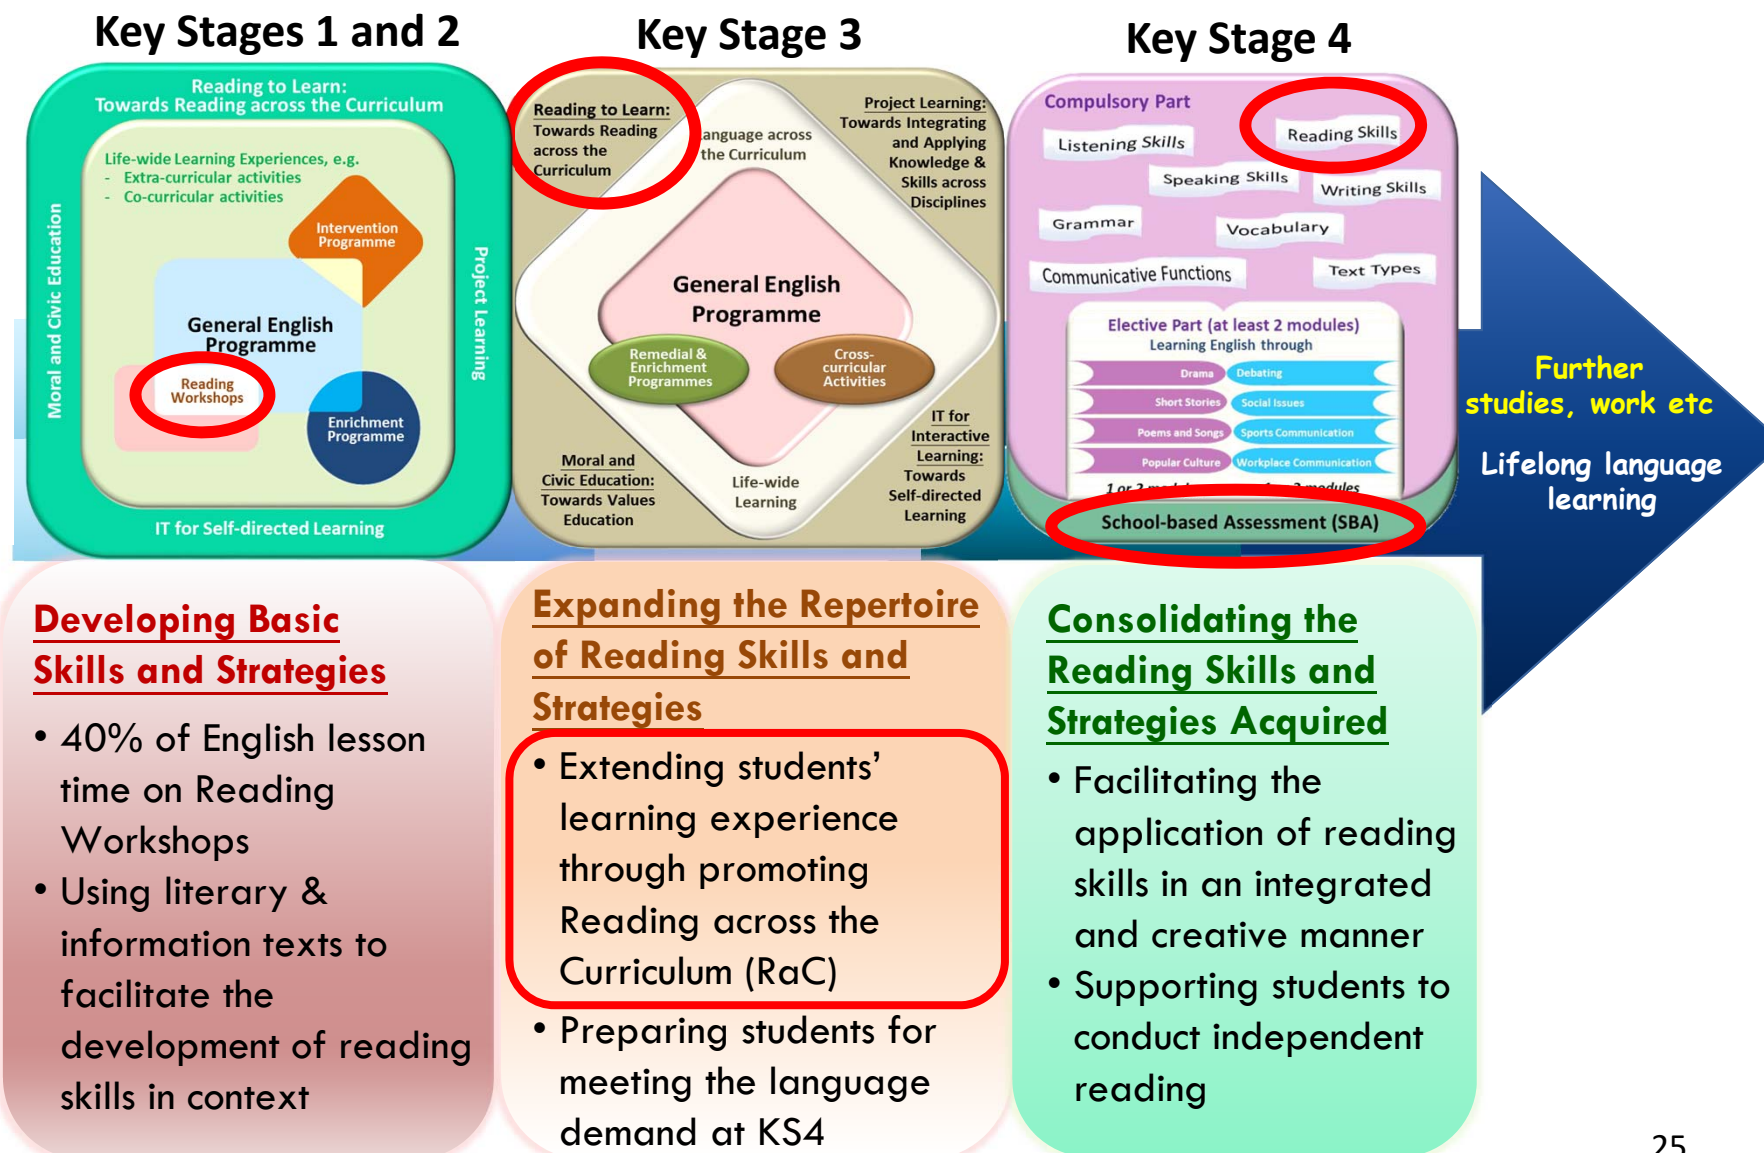 Key Stages 1 and 2
Reading to Learn:
Towards Reading across the Curriculum
Life-wide Learning Experiences, e.g.
- Extra-curricular activities
- Co-curricular activities
Moral and Civic Education
Project Learning
Intervention
Programme
General English
Programme
Reading
Workshops
Enrichment
Programme
IT for Self-directed Learning
Key Stage 3
Reading to Learn:
Towards Reading
across the
Curriculum
Language across
the Curriculum
Project Learning:
Towards Integrating
and Applying
Knowledge &
Skills across
Disciplines
General English
Programme
Remedial &
Enrichment
Programmes
Cross-
curricular
Activities
Moral and
Civic Education:
Towards Values
Education
Life-wide
Learning
IT for
Interactive
Learning:
Towards
Self-directed
Learning
Key Stage 4
Compulsory Part
Listening Skills
Reading Skills
Speaking Skills
Writing Skills
Grammar
Vocabulary
Communicative Functions
Text Types
Elective Part (at least 2 modules)
Learning English through
Drama
Debating
Short Stories
Social Issues
Poems and Songs
Sports Communication
Popular Culture
Workplace Communication
1 or 2 modules
School-based Assessment (SBA)
Further
studies, work etc
Lifelong language
learning
Developing Basic
Skills and Strategies
• 40% of English lesson
time on Reading
Workshops
• Using literary &
information texts to
facilitate the
development of reading
skills in context
Expanding the Repertoire
of Reading Skills and
Strategies
• Extending students’
learning experience
through promoting
Reading across the
Curriculum (RaC)
• Preparing students for
meeting the language
demand at KS4
Consolidating the
Reading Skills and
Strategies Acquired
• Facilitating the
application of reading
skills in an integrated
and creative manner
• Supporting students to
conduct independent
reading
25